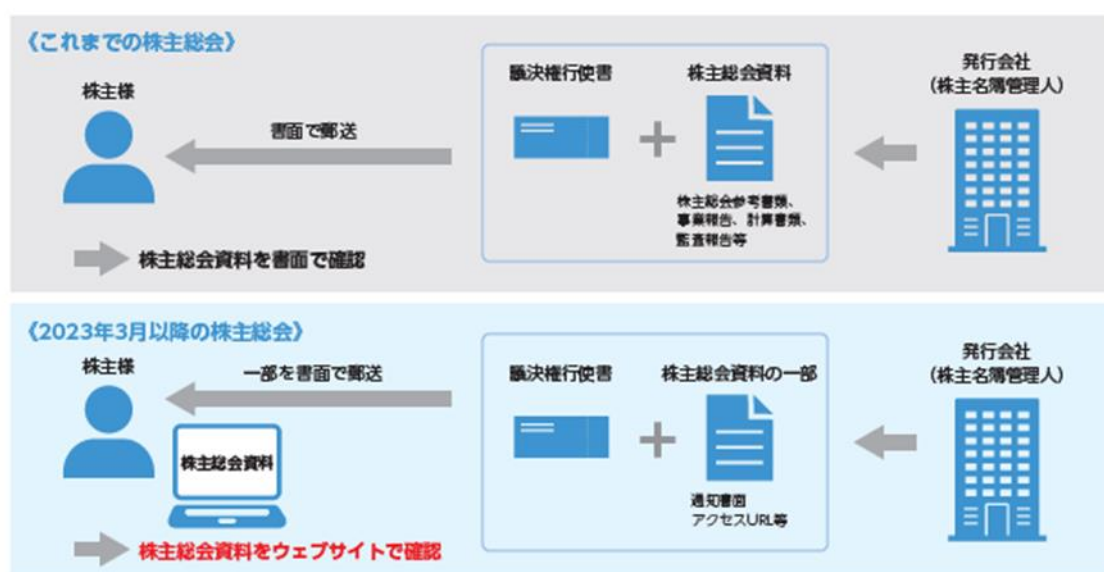 《これまでの株主総会》
株主様
書面で郵送
議決権行使書
株主総会資料
発行会社
（株主名簿管理人）
株主総会参考書類、
事業報告、計算書類、
監査報告等
株主総会資料を書面で確認
《2023年3月以降の株主総会》
株主様
一部を書面で郵送
議決権行使書
株主総会資料の一部
発行会社
（株主名簿管理人）
株主総会資料
通知書面
アクセスURL等
株主総会資料をウェブサイトで確認